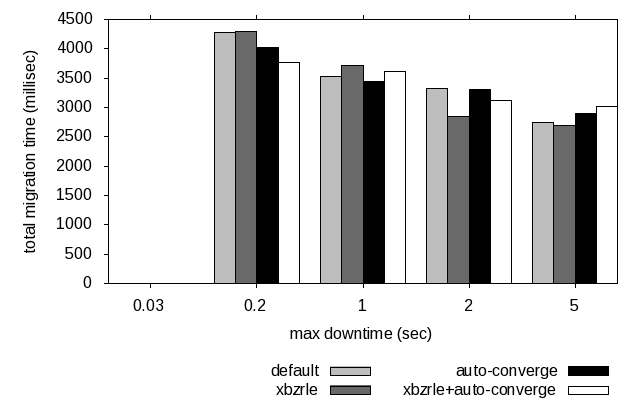 4500
4000
3500
3000
2500
2000
1500
1000
500
0
total migration time (millisec)
0.03 0.2 1 2 5
max downtime (sec)
default auto-converge
xbzrle xbzrle+auto-converge